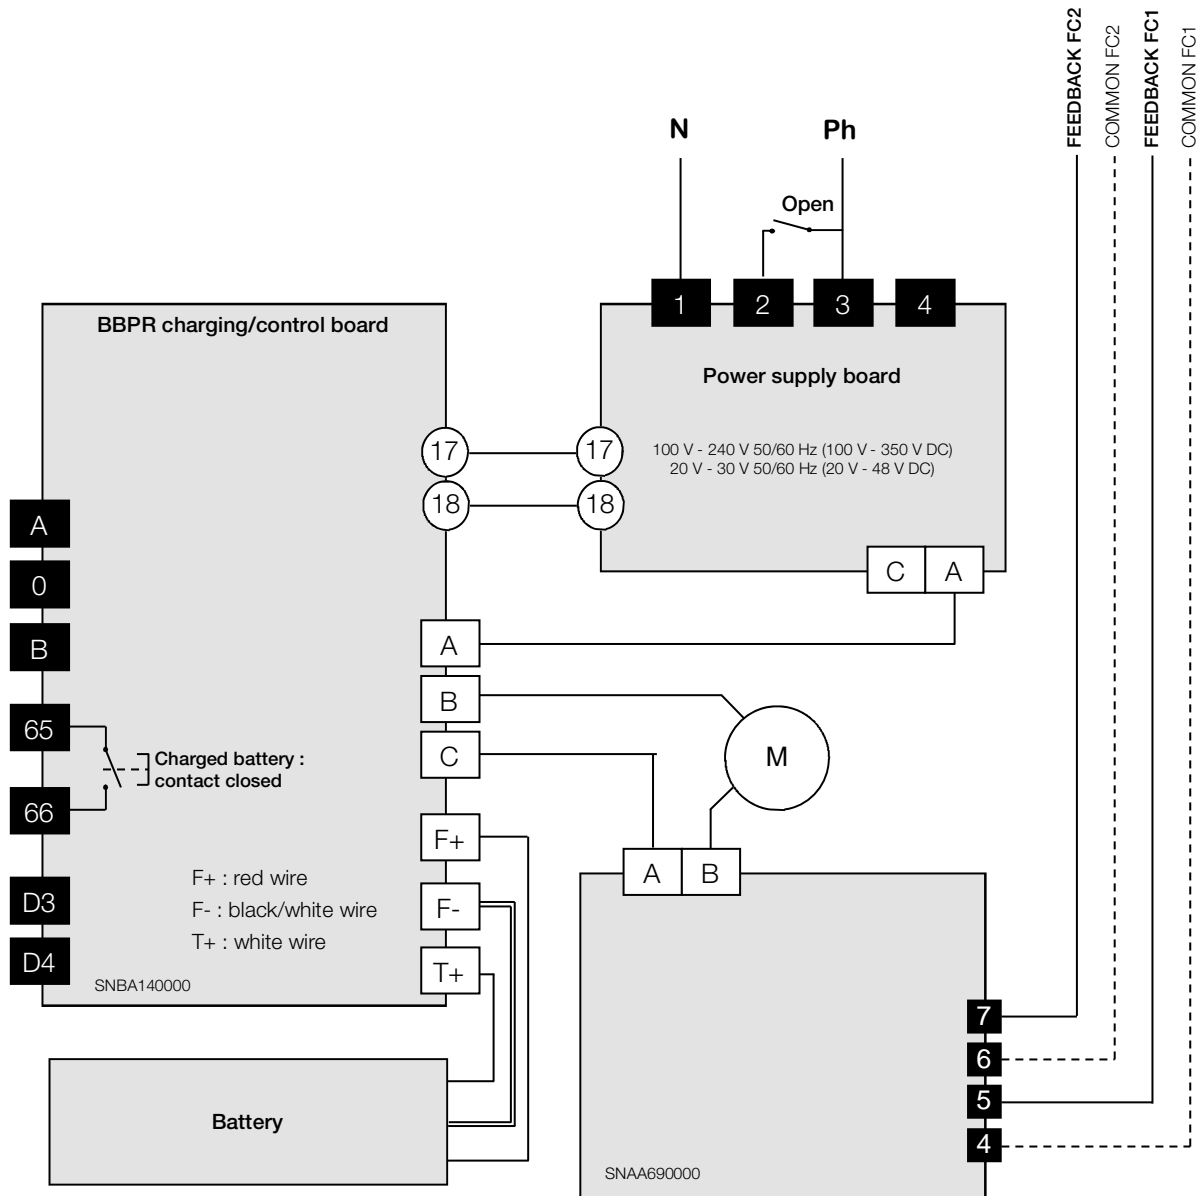 FEEDBACK FC2
COMMON FC2
FEEDBACK FC1
COMMON FC1
N
Ph
Open
1
2
3
4
BBPR charging/control board
Power supply board
100 V - 240 V 50/60 Hz (100 V - 350 V DC)
20 V - 30 V 50/60 Hz (20 V - 48 V DC)
17
18
17
18
C
A
A
0
B
65
66
D3
D4
Charged battery :
contact closed
A
B
C
F+
F-
T+
F+ : red wire
F- : black/white wire
T+ : white wire
SNBA140000
M
A
B
7
6
5
4
SNAA690000
Battery